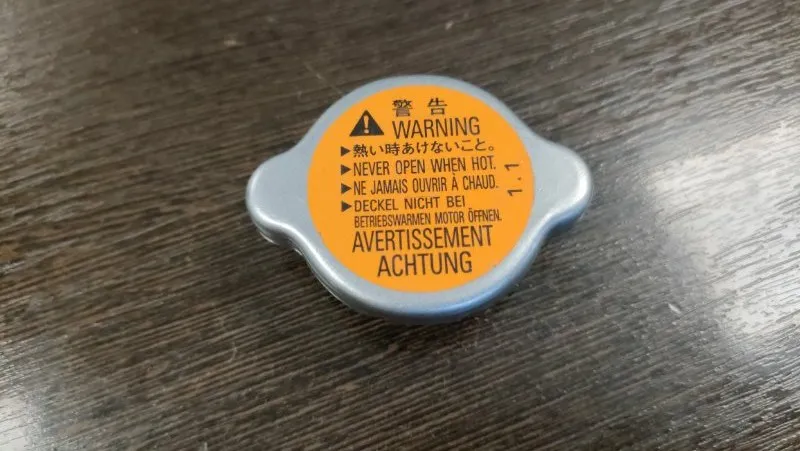 警告
WARNING
▶熱い時あけないこと。
▶NEVER OPEN WHEN HOT.
▶NE JAMAIS OUVRIR À CHAUD.
▶DECKEL NICHT BEI
BETRIEBSWARMEN MOTOR ÖFFNEN.
AVERTISSEMENT
ACHTUNG
1.1